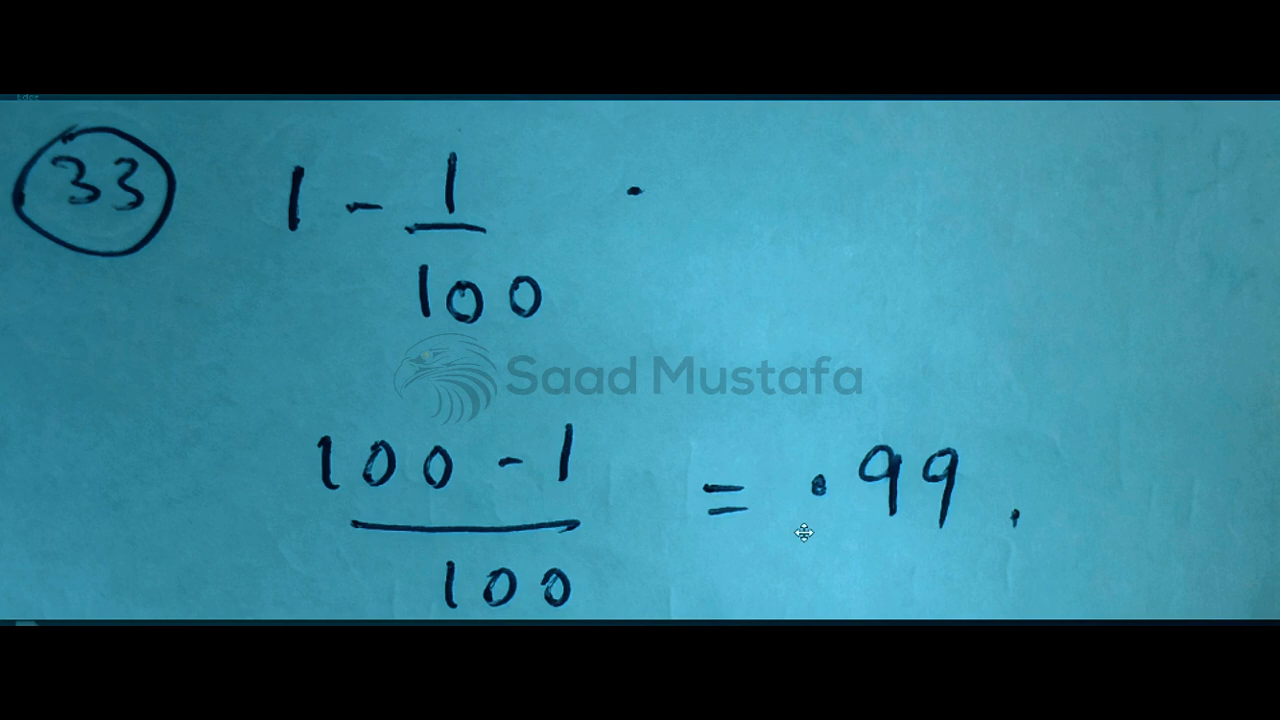 33 1 - 1/100 .
Saad Mustafa
100 - 1/100 = .99.